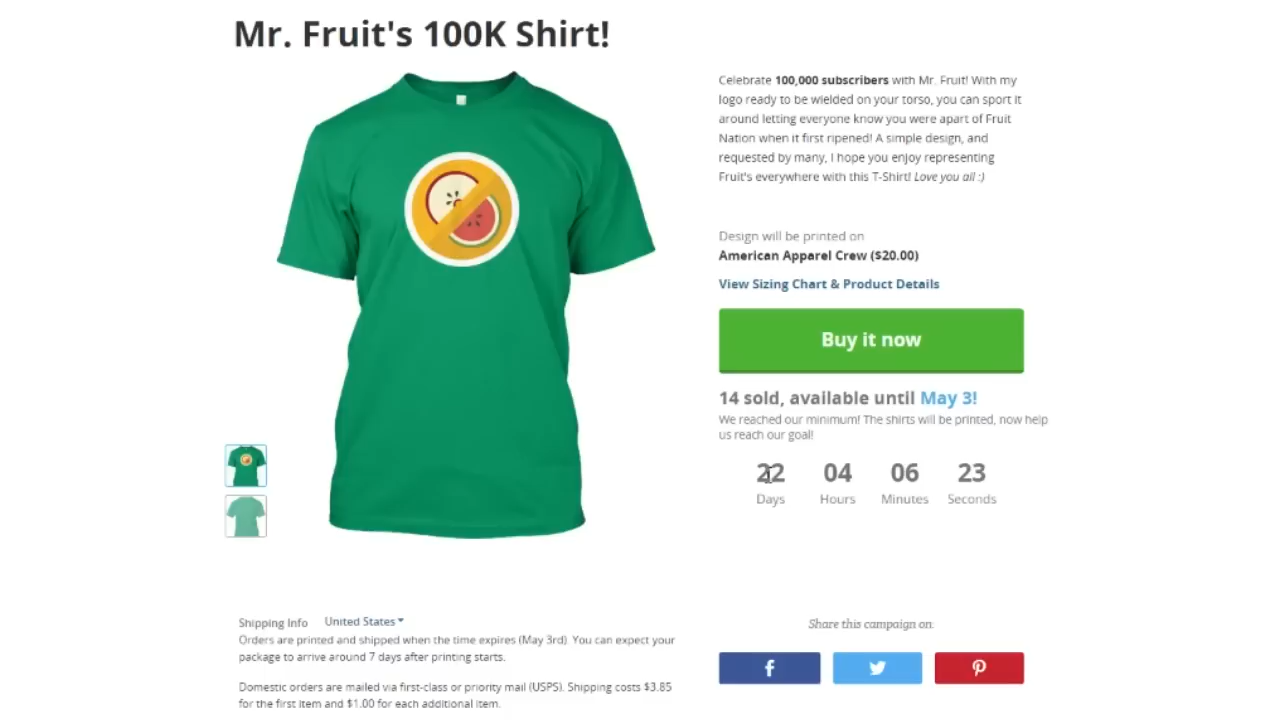 Mr. Fruit's 100K Shirt!
Celebrate 100,000 subscribers with Mr. Fruit! With my
logo ready to be wielded on your torso, you can sport it
around letting everyone know you were apart of Fruit
Nation when it first ripened! A simple design, and
requested by many, I hope you enjoy representing
Fruit's everywhere with this T-Shirt! Love you all :)
Design will be printed on
American Apparel Crew ($20.00)
View Sizing Chart & Product Details
Buy it now
14 sold, available until May 3!
We reached our minimum! The shirts will be printed, now help
us reach our goal!
22 04 06 23
Days Hours Minutes Seconds
Shipping Info United States
Orders are printed and shipped when the time expires (May 3rd). You can expect your
package to arrive around 7 days after printing starts.
Domestic orders are mailed via first-class or priority mail (USPS). Shipping costs $3.85
for the first item and $1.00 for each additional item.
Share this campaign on: